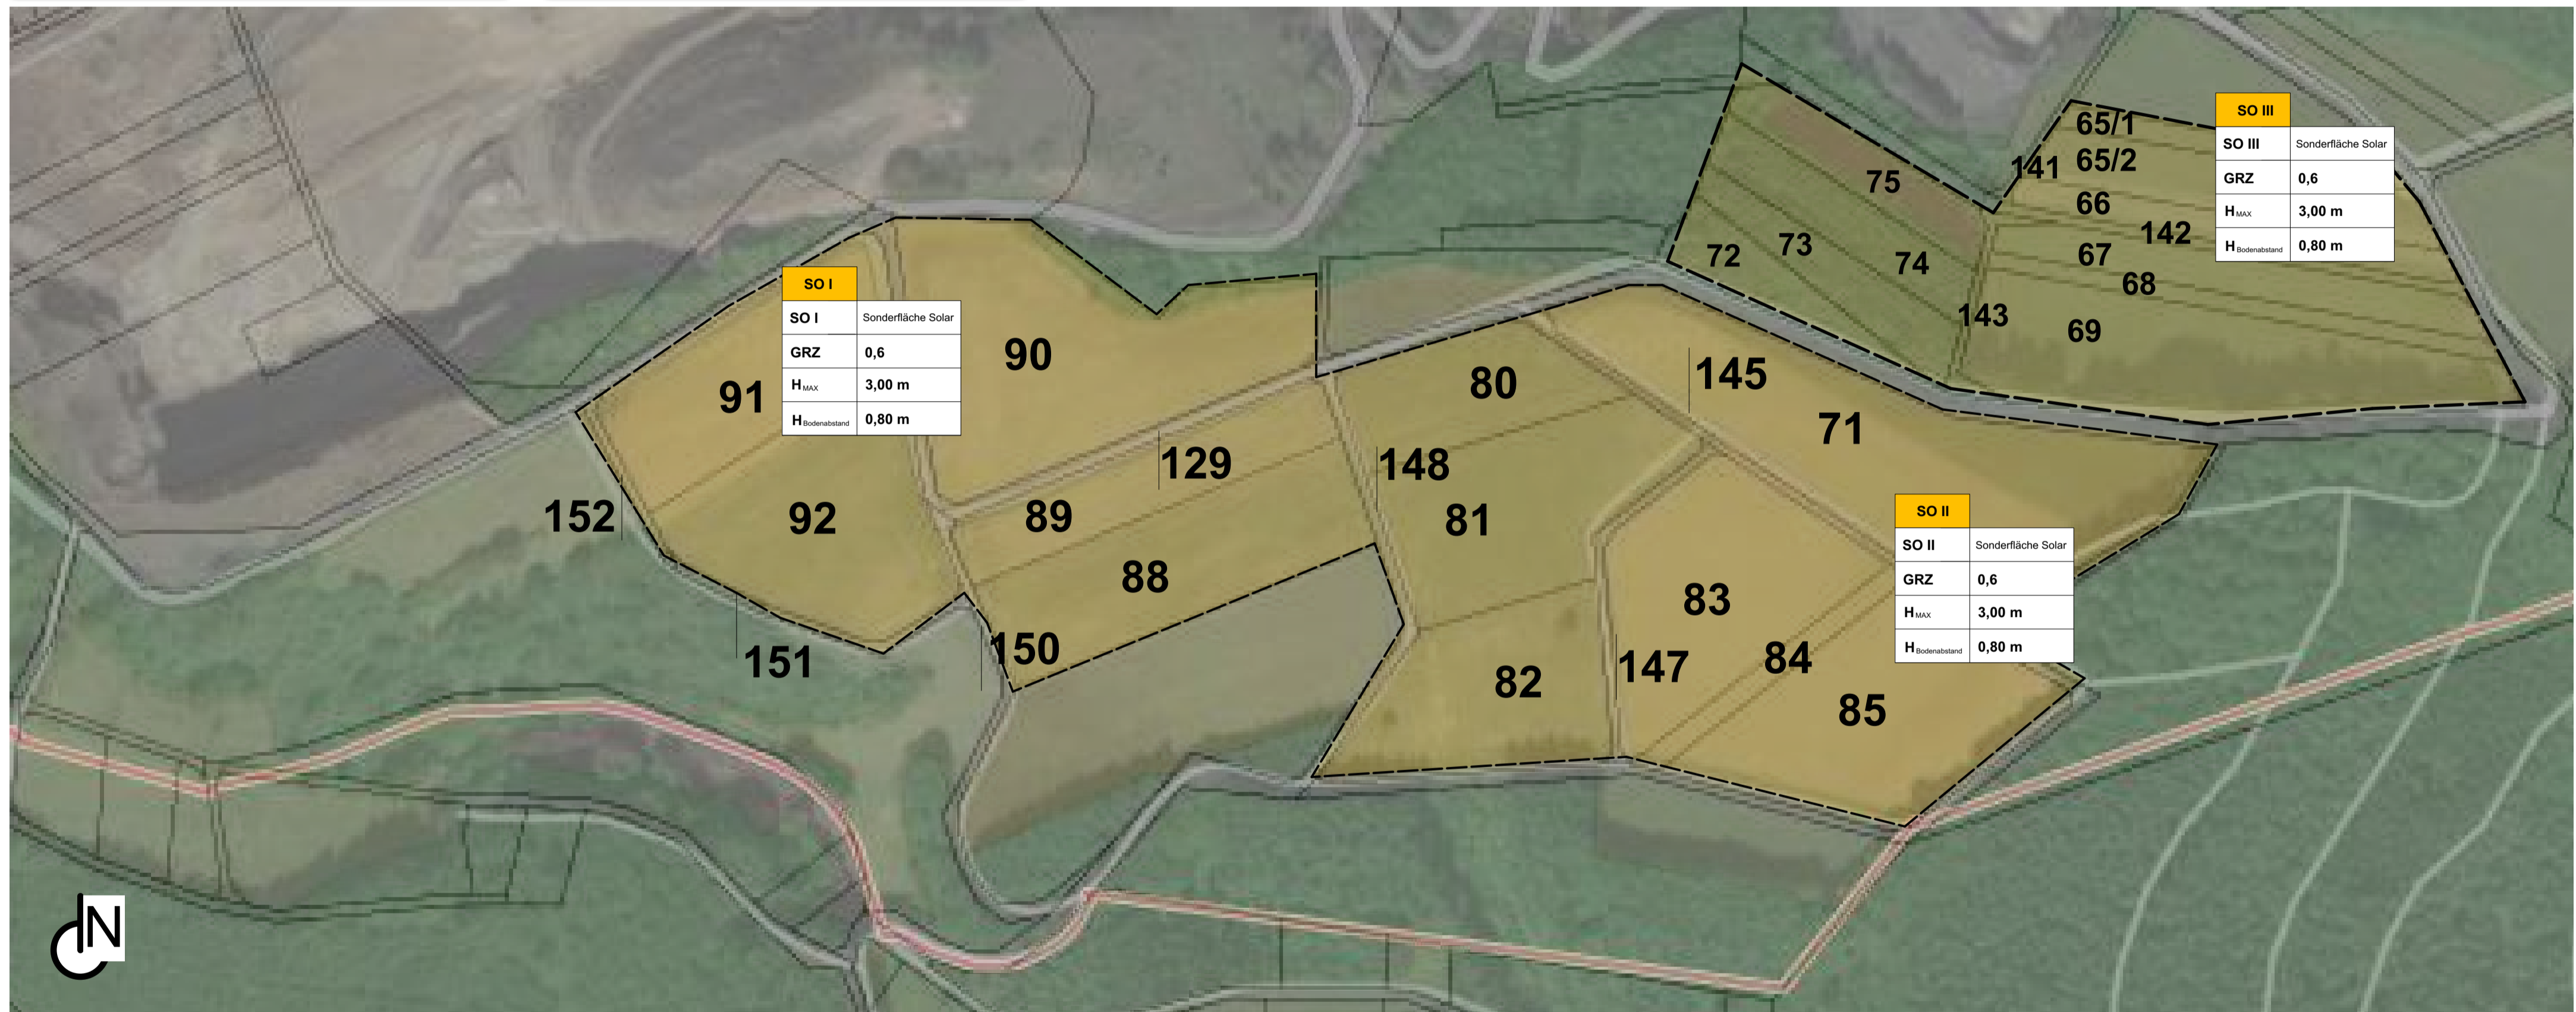 65/1
SO III
SO III Sonderfläche Solar
141
65/2
75
GRZ 0,6
66
HMAX 3,00 m
142
72
73
74
67
HBodenabstand 0,80 m
68
143
69
SO I
SO I Sonderfläche Solar
90
GRZ 0,6
91
HMAX 3,00 m
HBodenabstand 0,80 m
80
145
71
129
148
152
92
89
81
SO II
SO II Sonderfläche Solar
88
83
GRZ 0,6
HMAX 3,00 m
HBodenabstand 0,80 m
151
150
82
147
84
85
N